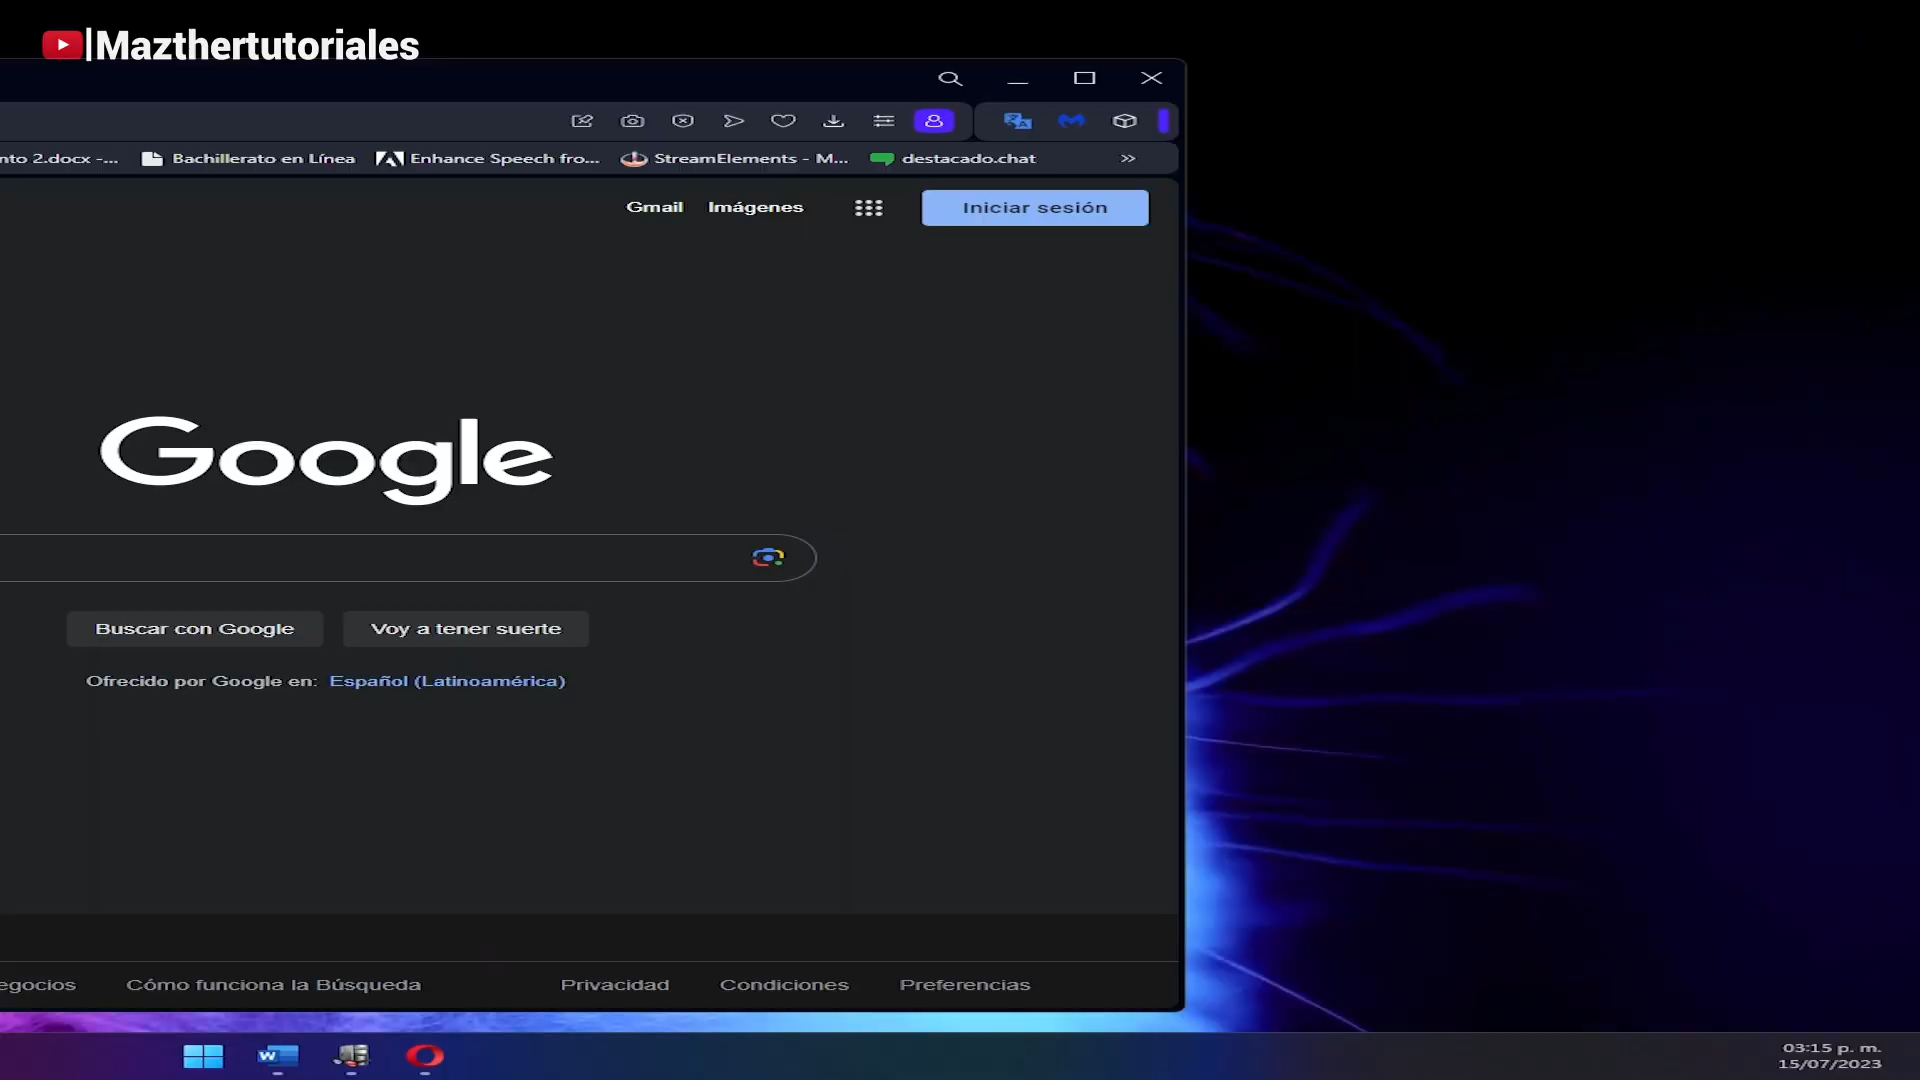 |Mazthertutoriales
nto 2.docx -... Bachillerato en Línea Enhance Speech fro... StreamElements - M... destacado.chat »
Gmail Imágenes Iniciar sesión
Google
Buscar con Google Voy a tener suerte
Ofrecido por Google en: Español (Latinoamérica)
egocios Cómo funciona la Búsqueda Privacidad Condiciones Preferencias
03:15 p. m.
15/07/2023